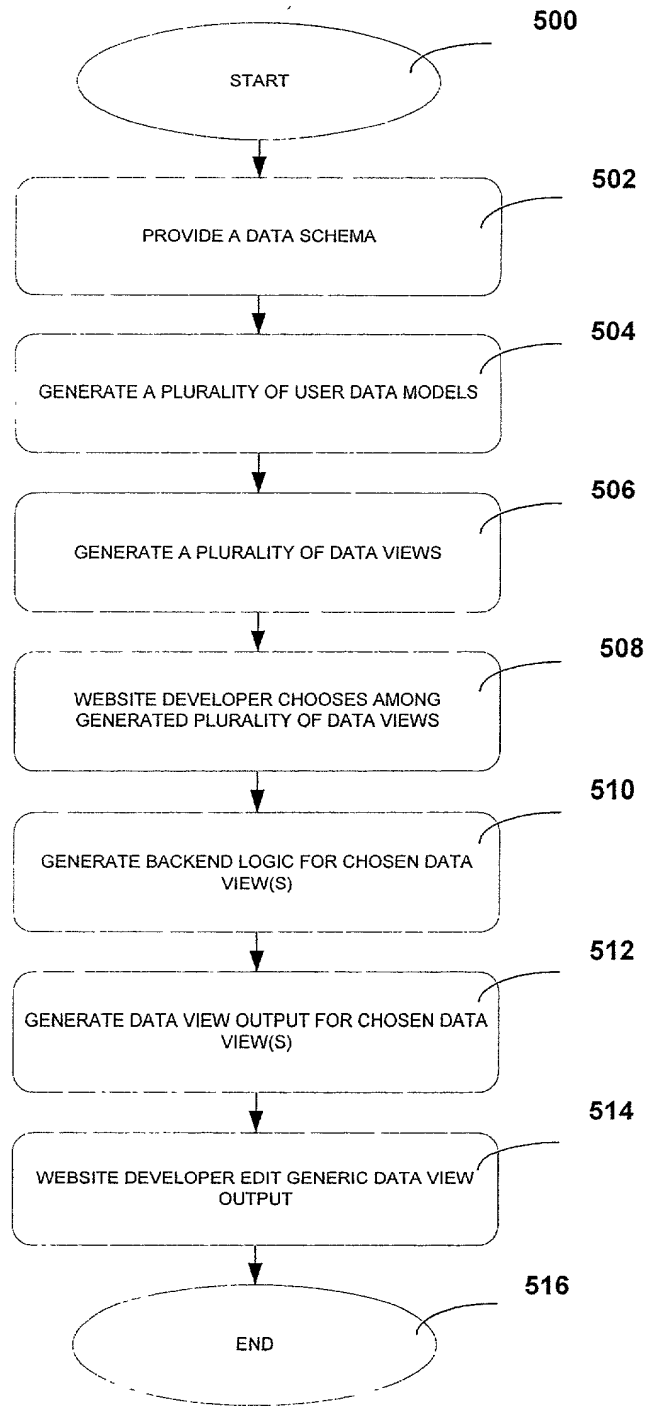 500
START
502
PROVIDE A DATA SCHEMA
504
GENERATE A PLURALITY OF USER DATA MODELS
506
GENERATE A PLURALITY OF DATA VIEWS
508
WEBSITE DEVELOPER CHOOSES AMONG
GENERATED PLURALITY OF DATA VIEWS
510
GENERATE BACKEND LOGIC FOR CHOSEN DATA
VIEW(S)
512
GENERATE DATA VIEW OUTPUT FOR CHOSEN DATA
VIEW(S)
514
WEBSITE DEVELOPER EDIT GENERIC DATA VIEW
OUTPUT
516
END